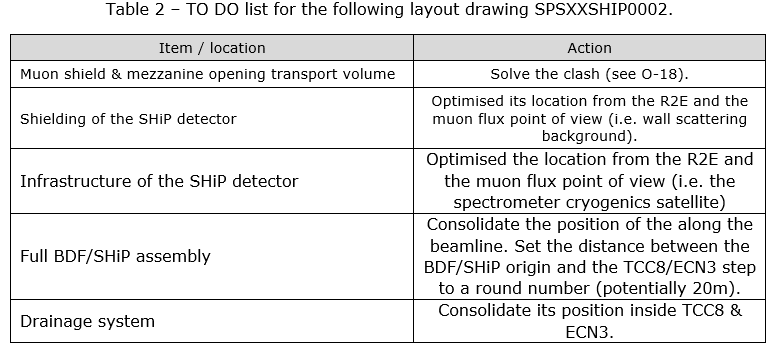 Table 2 – TO DO list for the following layout drawing SPSXXSHIP0002.
Item / location
Action
Muon shield & mezzanine opening transport volume
Solve the clash (see O-18).
Shielding of the SHiP detector
Optimised its location from the R2E and the
muon flux point of view (i.e. wall scattering
background).
Infrastructure of the SHiP detector
Optimised the location from the R2E and
the muon flux point of view (i.e. the
spectrometer cryogenics satellite)
Full BDF/SHiP assembly
Consolidate the position of the along the
beamline. Set the distance between the
BDF/SHiP origin and the TCC8/ECN3 step
to a round number (potentially 20m).
Drainage system
Consolidate its position inside TCC8 &
ECN3.